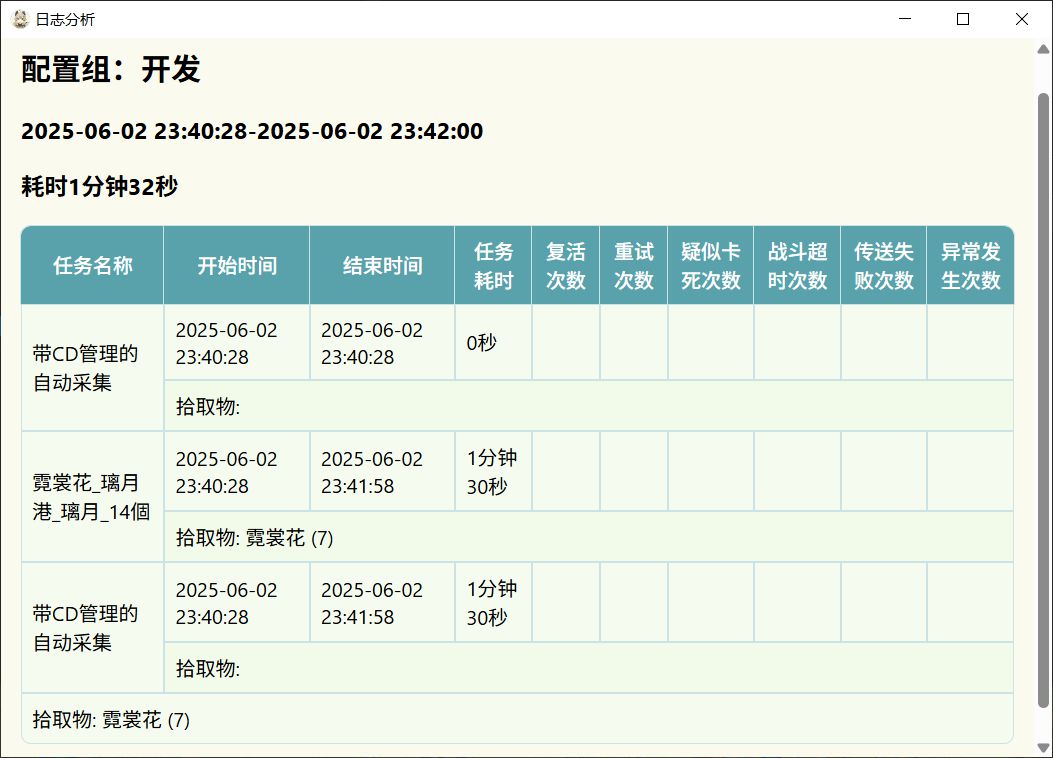 日志分析
配置组：开发
2025-06-02 23:40:28-2025-06-02 23:42:00
耗时1分钟32秒
任务名称
开始时间
结束时间
任务
耗时
复活
次数
重试
次数
疑似卡
死次数
战斗超
时次数
传送失
败次数
异常发
生次数
带CD管理的
自动采集
2025-06-02
23:40:28
2025-06-02
23:40:28
0秒
拾取物:
霓裳花_璃月
港_璃月_14個
2025-06-02
23:40:28
2025-06-02
23:41:58
1分钟
30秒
拾取物: 霓裳花 (7)
带CD管理的
自动采集
2025-06-02
23:40:28
2025-06-02
23:41:58
1分钟
30秒
拾取物:
拾取物: 霓裳花 (7)